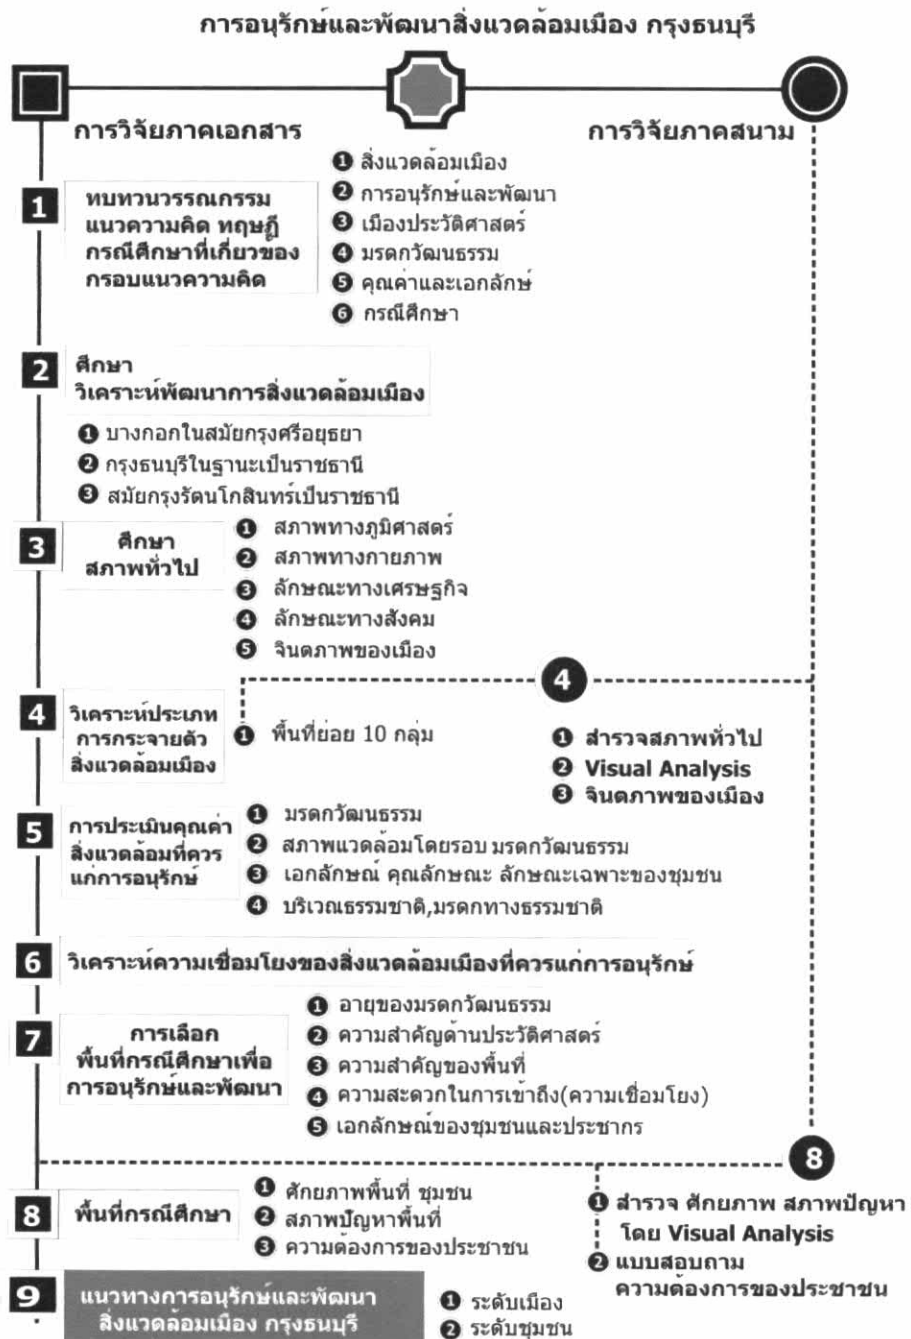 การอนุรักษ์และพัฒนาสิ่งแวดล้อมเมือง กรุงธนบุรี
การวิจัยภาคเอกสาร
การวิจัยภาคสนาม
1
ทบทวนวรรณกรรม
แนวความคิด ทฤษฎี
กรณีศึกษาที่เกี่ยวข้อง
กรอบแนวความคิด
1 สิ่งแวดล้อมเมือง
2 การอนุรักษ์และพัฒนา
3 เมืองประวัติศาสตร์
4 มรดกวัฒนธรรม
5 คุณค่าและเอกลักษ์
6 กรณีศึกษา
2
ศึกษา
วิเคราะห์พัฒนาการสิ่งแวดล้อมเมือง
1 บางกอกในสมัยกรุงศรีอยุธยา
2 กรุงธนบุรีในฐานะเป็นราชธานี
3 สมัยกรุงรัตนโกสินทร์เป็นราชธานี
3
ศึกษา
สภาพทั่วไป
1 สภาพทางภูมิศาสตร์
2 สภาพทางกายภาพ
3 ลักษณะทางเศรษฐกิจ
4 ลักษณะทางสังคม
5 จินตภาพของเมือง
4
4
วิเคราะห์ประเภท
การกระจายตัว
สิ่งแวดล้อมเมือง
1 พื้นที่ย่อย 10 กลุ่ม
1 สำรวจสภาพทั่วไป
2 Visual Analysis
3 จินตภาพของเมือง
5
การประเมินคุณค่า
สิ่งแวดล้อมที่ควร
แก่การอนุรักษ์
1 มรดกวัฒนธรรม
2 สภาพแวดล้อมโดยรอบ มรดกวัฒนธรรม
3 เอกลักษณ์ คุณลักษณะ ลักษณะเฉพาะของชุมชน
4 บริเวณธรรมชาติ,มรดกทางธรรมชาติ
6 วิเคราะห์ความเชื่อมโยงของสิ่งแวดล้อมเมืองที่ควรแก่การอนุรักษ์
7
การเลือก
พื้นที่กรณีศึกษาเพื่อ
การอนุรักษ์และพัฒนา
1 อายุของมรดกวัฒนธรรม
2 ความสำคัญด้านประวัติศาสตร์
3 ความสำคัญของพื้นที่
4 ความสะดวกในการเข้าถึง(ความเชื่อมโยง)
5 เอกลักษณ์ของชุมชนและประชากร
8
8 พื้นที่กรณีศึกษา
1 ศักยภาพพื้นที่ ชุมชน
2 สภาพปัญหาพื้นที่
3 ความต้องการของประชาชน
1 สำรวจ ศักยภาพ สภาพปัญหา
โดย Visual Analysis
2 แบบสอบถาม
ความต้องการของประชาชน
9
แนวทางการอนุรักษ์และพัฒนา
สิ่งแวดล้อมเมือง กรุงธนบุรี
1 ระดับเมือง
2 ระดับชุมชน